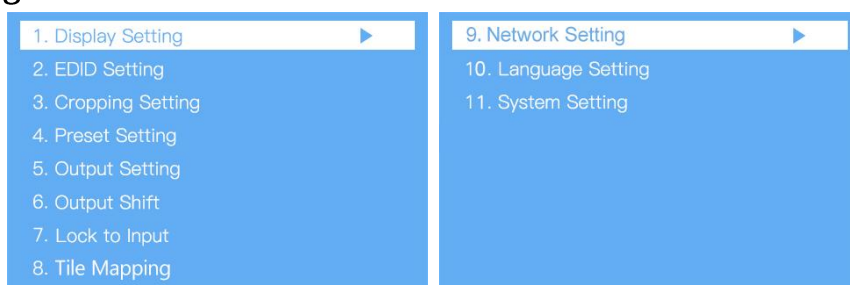 1. Display Setting
2. EDID Setting
3. Cropping Setting
4. Preset Setting
5. Output Setting
6. Output Shift
7. Lock to Input
8. Tile Mapping
9. Network Setting
10. Language Setting
11. System Setting